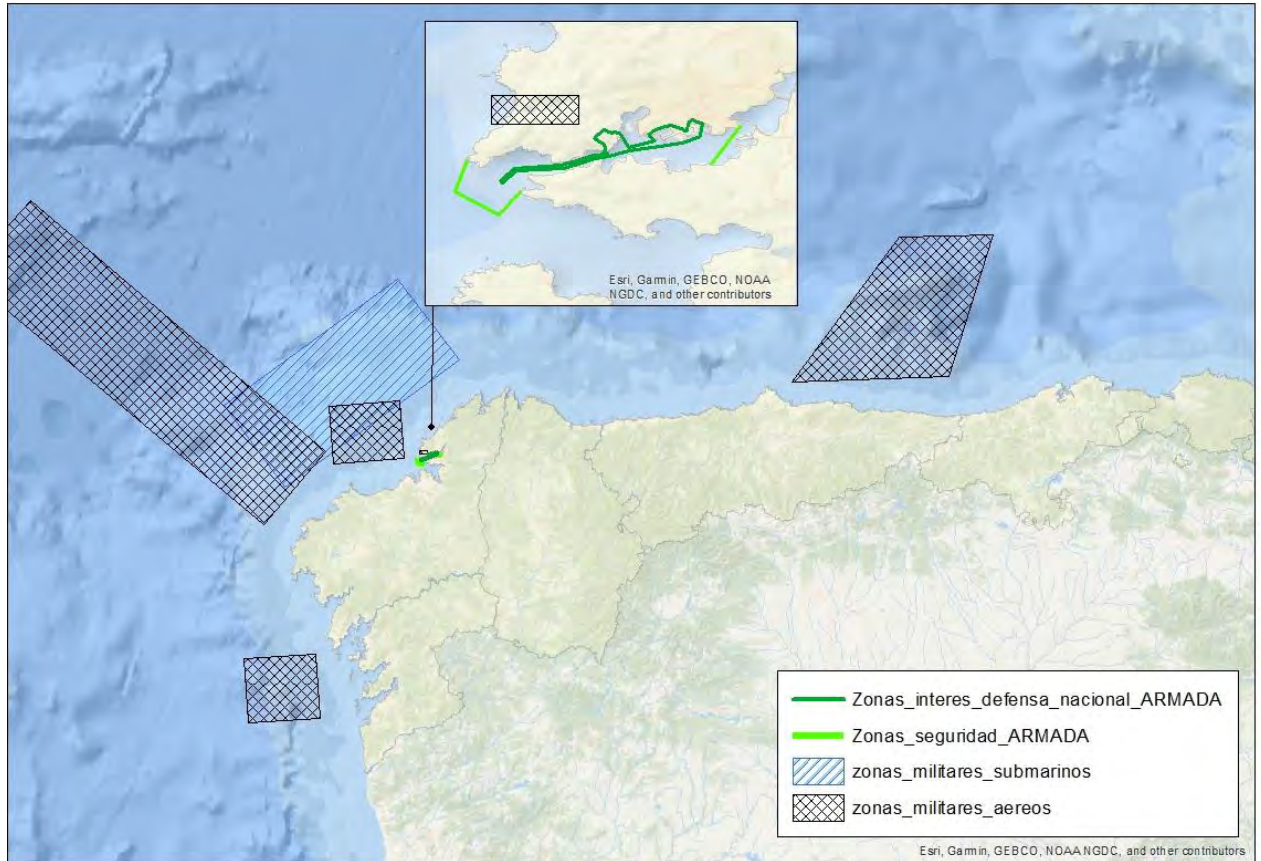 Esri, Garmin, GEBCO, NOAA
NGDC, and other contributors
Zonas_interes_defensa_nacional_ARMADA
Zonas_seguridad_ARMADA
zonas_militares_submarinos
zonas_militares_aereos
Esri, Garmin, GEBCO, NOAA NGDC, and other contributors